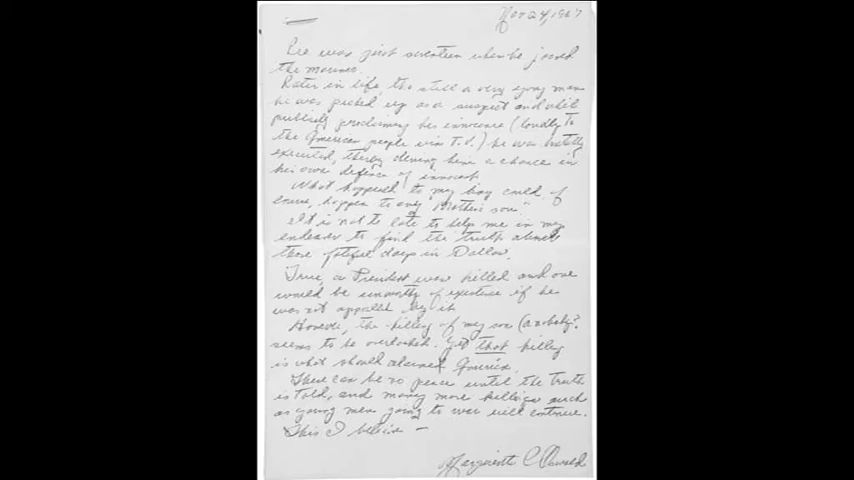 Nov 24, 1967
Lee was just seventeen when he joined
the marines.
Later in life, tho still a very young man
he was picked up as a suspect and while
publicly proclaiming his innocence (loudly to
the American people via T.V.) he was brutally
executed, therby denying him a chance in
his own defence of innocent.
What happened to my boy could, of
course, happen to any "Mother's son."
It is not to late to help me in my
endeavor to find the truth about
those fateful days in Dallas.
True, a President was killed and one
would be unworthy of existence if he
was not appalled by it.
However, the killing of my son (a nobody?
seems to be overlooked. Yet that killing
is what should alarmed America.
There can be no peace until the truth
is told, and many more killings such
as young men going to war will continue.
This I believe -
Marguerite C Oswald